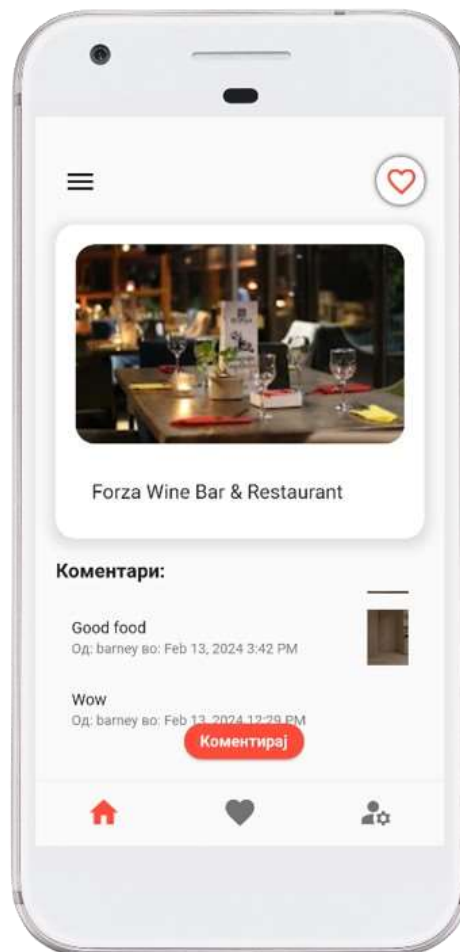 Forza Wine Bar & Restaurant
Коментари:
Good food
Од: barney во: Feb 13, 2024 3:42 PM
Wow
Од: barney во: Feb 13, 2024 12:29 PM
Коментирај